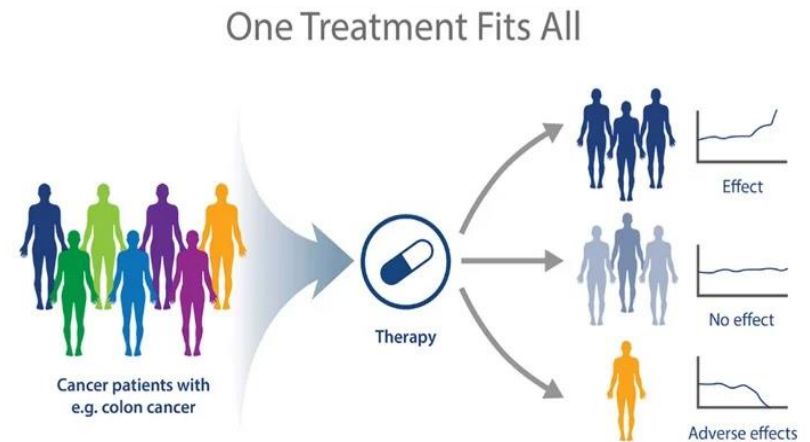 One Treatment Fits All
Effect
No effect
Therapy
Cancer patients with
e.g. colon cancer
Adverse effects